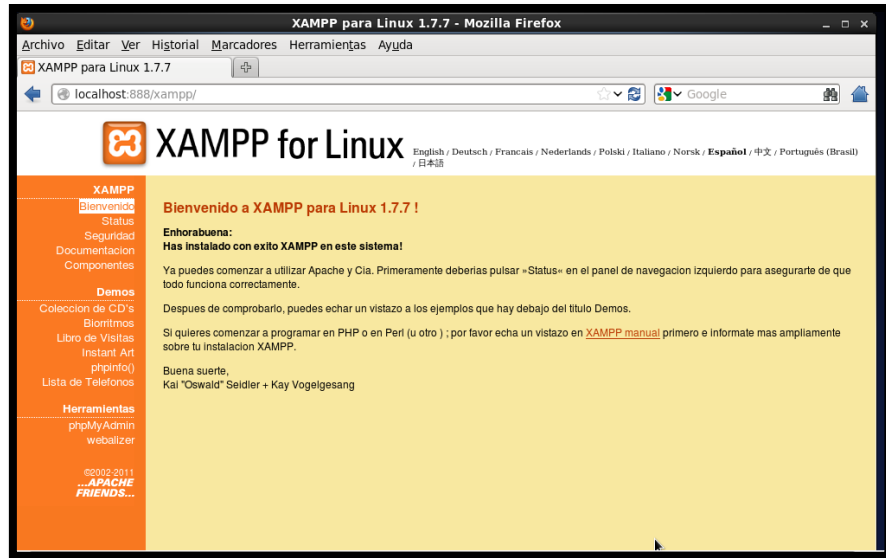 XAMPP para Linux 1.7.7 - Mozilla Firefox
Archivo Editar Ver Historial Marcadores Herramientas Ayuda
XAMPP para Linux 1.7.7
localhost:888/xampp/
Google
XAMPP for Linux
English / Deutsch / Francais / Nederlands / Polski / Italiano / Norsk / Español / 中文 / Português (Brasil)
/ 日本語
XAMPP
Bienvenido
Status
Seguridad
Documentacion
Componentes
Demos
Coleccion de CD's
Biorritmos
Libro de Visitas
Instant Art
phpinfo()
Lista de Telefonos
Herramientas
phpMyAdmin
webalizer
©2002-2011
...APACHE
FRIENDS...
Bienvenido a XAMPP para Linux 1.7.7 !
Enhorabuena:
Has instalado con exito XAMPP en este sistema!
Ya puedes comenzar a utilizar Apache y Cia. Primeramente deberias pulsar »Status« en el panel de navegacion izquierdo para asegurarte de que
todo funciona correctamente.
Despues de comprobarlo, puedes echar un vistazo a los ejemplos que hay debajo del titulo Demos.
Si quieres comenzar a programar en PHP o en Perl (u otro ) ; por favor echa un vistazo en XAMPP manual primero e informate mas ampliamente
sobre tu instalacion XAMPP.
Buena suerte,
Kai "Oswald" Seidler + Kay Vogelgesang